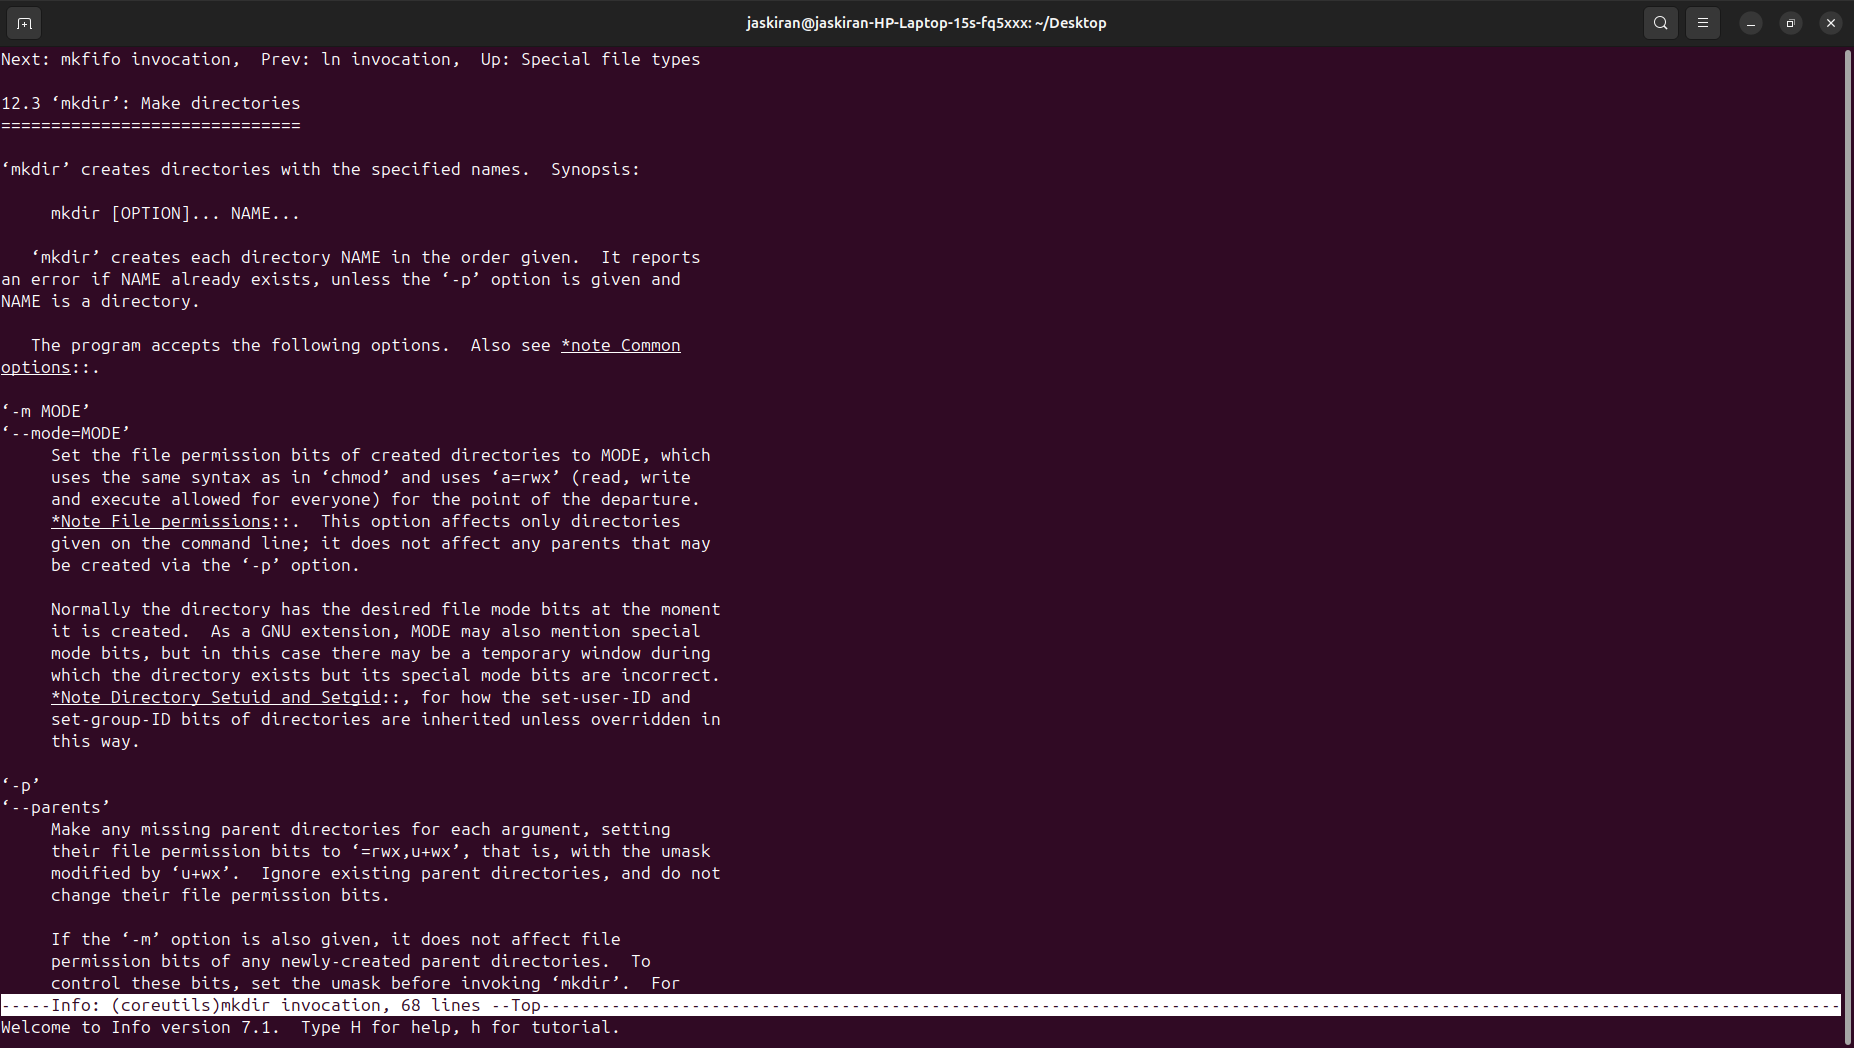 jaskiran@jaskiran-HP-Laptop-15s-fq5xxx: ~/Desktop
Next: mkfifo invocation,  Prev: ln invocation,  Up: Special file types
12.3 ‘mkdir’: Make directories
==============================
‘mkdir’ creates directories with the specified names.  Synopsis:
     mkdir [OPTION]... NAME...
   ‘mkdir’ creates each directory NAME in the order given.  It reports
an error if NAME already exists, unless the ‘-p’ option is given and
NAME is a directory.
   The program accepts the following options.  Also see *note Common
options::.
‘-m MODE’
‘--mode=MODE’
     Set the file permission bits of created directories to MODE, which
     uses the same syntax as in ‘chmod’ and uses ‘a=rwx’ (read, write
     and execute allowed for everyone) for the point of the departure.
     *Note File permissions::.  This option affects only directories
     given on the command line; it does not affect any parents that may
     be created via the ‘-p’ option.
     Normally the directory has the desired file mode bits at the moment
     it is created.  As a GNU extension, MODE may also mention special
     mode bits, but in this case there may be a temporary window during
     which the directory exists but its special mode bits are incorrect.
     *Note Directory Setuid and Setgid::, for how the set-user-ID and
     set-group-ID bits of directories are inherited unless overridden in
     this way.
‘-p’
‘--parents’
     Make any missing parent directories for each argument, setting
     their file permission bits to ‘=rwx,u+wx’, that is, with the umask
     modified by ‘u+wx’.  Ignore existing parent directories, and do not
     change their file permission bits.
     If the ‘-m’ option is also given, it does not affect file
     permission bits of any newly-created parent directories.  To
     control these bits, set the umask before invoking ‘mkdir’.  For
-----Info: (coreutils)mkdir invocation, 68 lines --Top----------------------------------------------------------------------------------------------------------------------------------
Welcome to Info version 7.1.  Type H for help, h for tutorial.